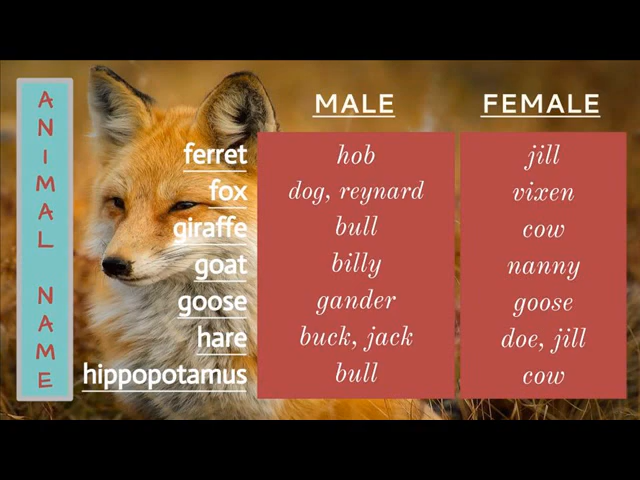 ANIMAL NAME
MALE FEMALE
ferret hob jill
fox dog, reynard vixen
giraffe bull cow
goat billy nanny
goose gander goose
hare buck, jack doe, jill
hippopotamus bull cow